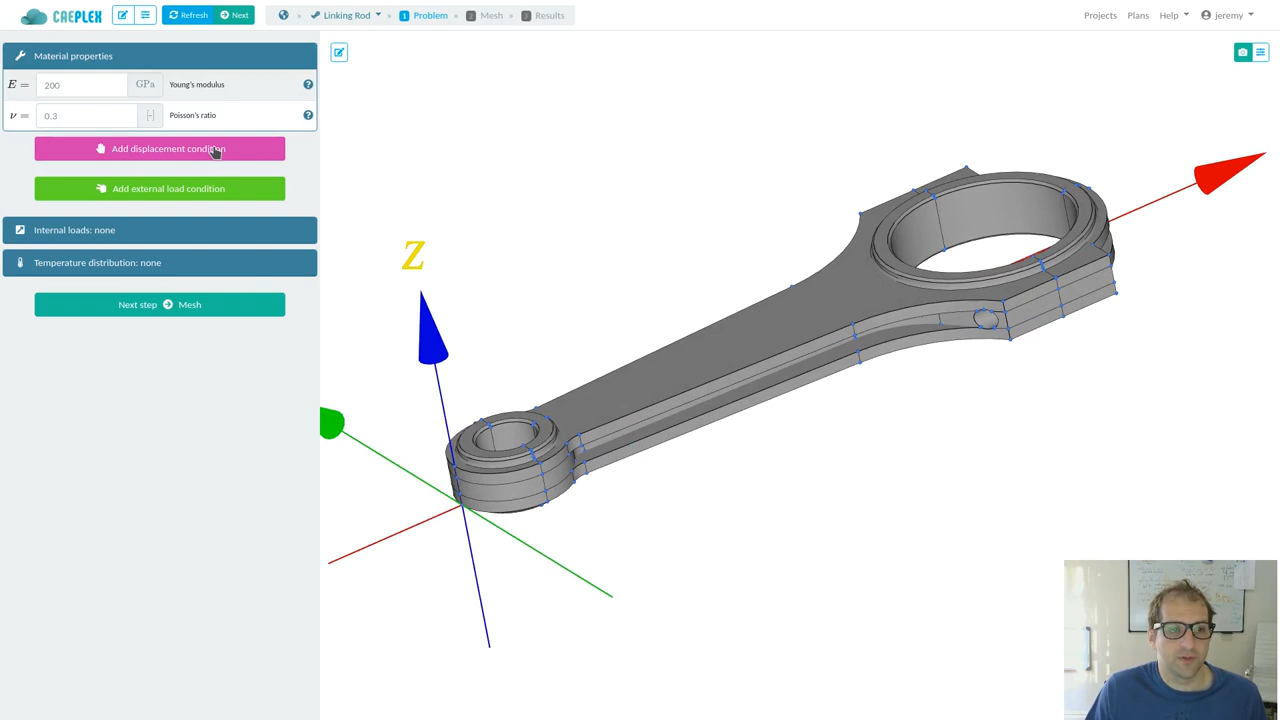 CAEPLEX
Refresh
Next
Linking Rod
1 Problem
2 Mesh
3 Results
Projects
Plans
Help
jeremy
Material properties
E = 200 GPa Young's modulus
ν = 0.3 [-] Poisson's ratio
Add displacement condition
Add external load condition
Internal loads: none
Temperature distribution: none
Next step Mesh
Z